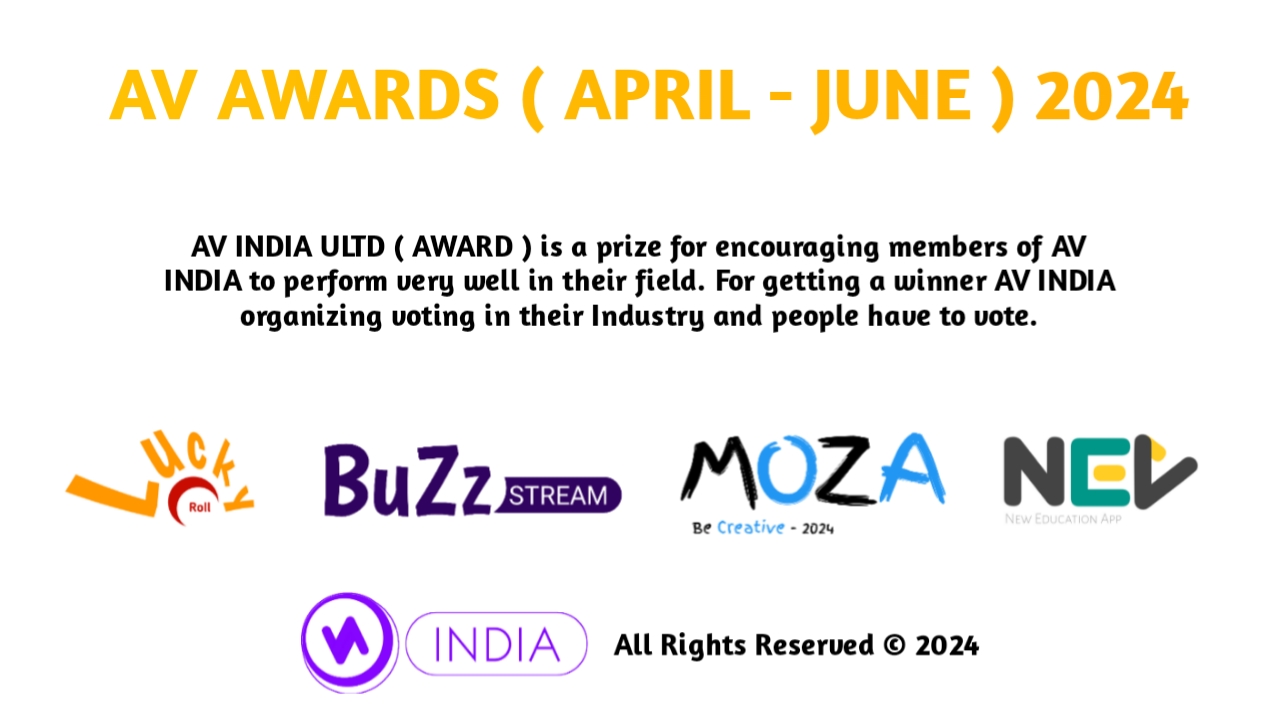 AV AWARDS ( APRIL - JUNE ) 2024
AV INDIA ULTD ( AWARD ) is a prize for encouraging members of AV
INDIA to perform very well in their field. For getting a winner AV INDIA
organizing voting in their Industry and people have to vote.
Lucky
Roll
BuZz STREAM
MOZA
Be Creative - 2024
NEV
New Education App
INDIA
All Rights Reserved © 2024